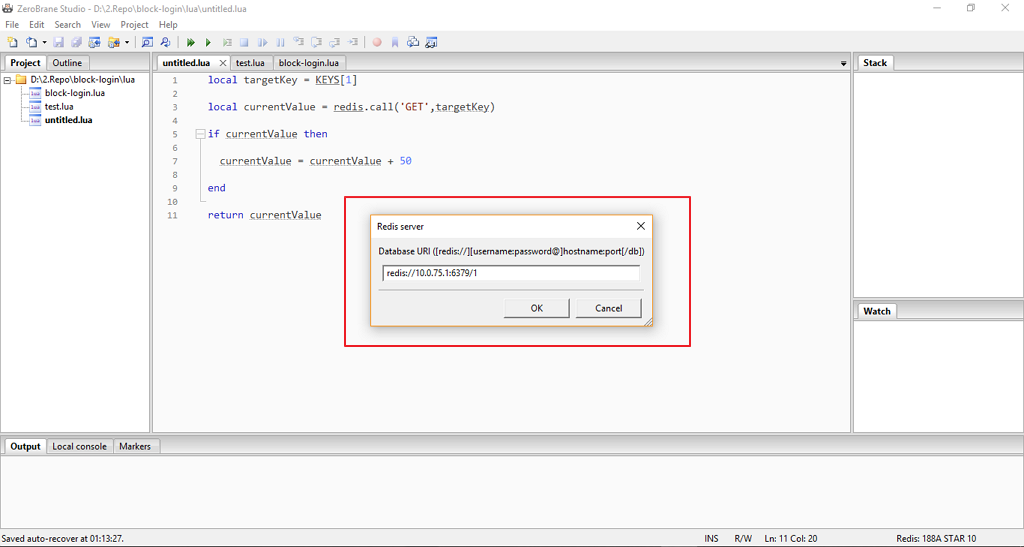 ZeroBrane Studio - D:\2.Repo\block-login\lua\untitled.lua
File Edit Search View Project Help
Project Outline
D:\2.Repo\block-login\lua
block-login.lua
test.lua
untitled.lua
untitled.lua test.lua block-login.lua
1 local targetKey = KEYS[1]
2
3 local currentValue = redis.call('GET',targetKey)
4
5 if currentValue then
6
7 currentValue = currentValue + 50
8
9 end
10
11 return currentValue
Redis server
Database URI ([redis://][username:password@]hostname:port[/db])
redis://10.0.75.1:6379/1
OK Cancel
Stack
Watch
Output Local console Markers
Saved auto-recover at 01:13:27. INS R/W Ln: 11 Col: 20 Redis: 188A STAR 10